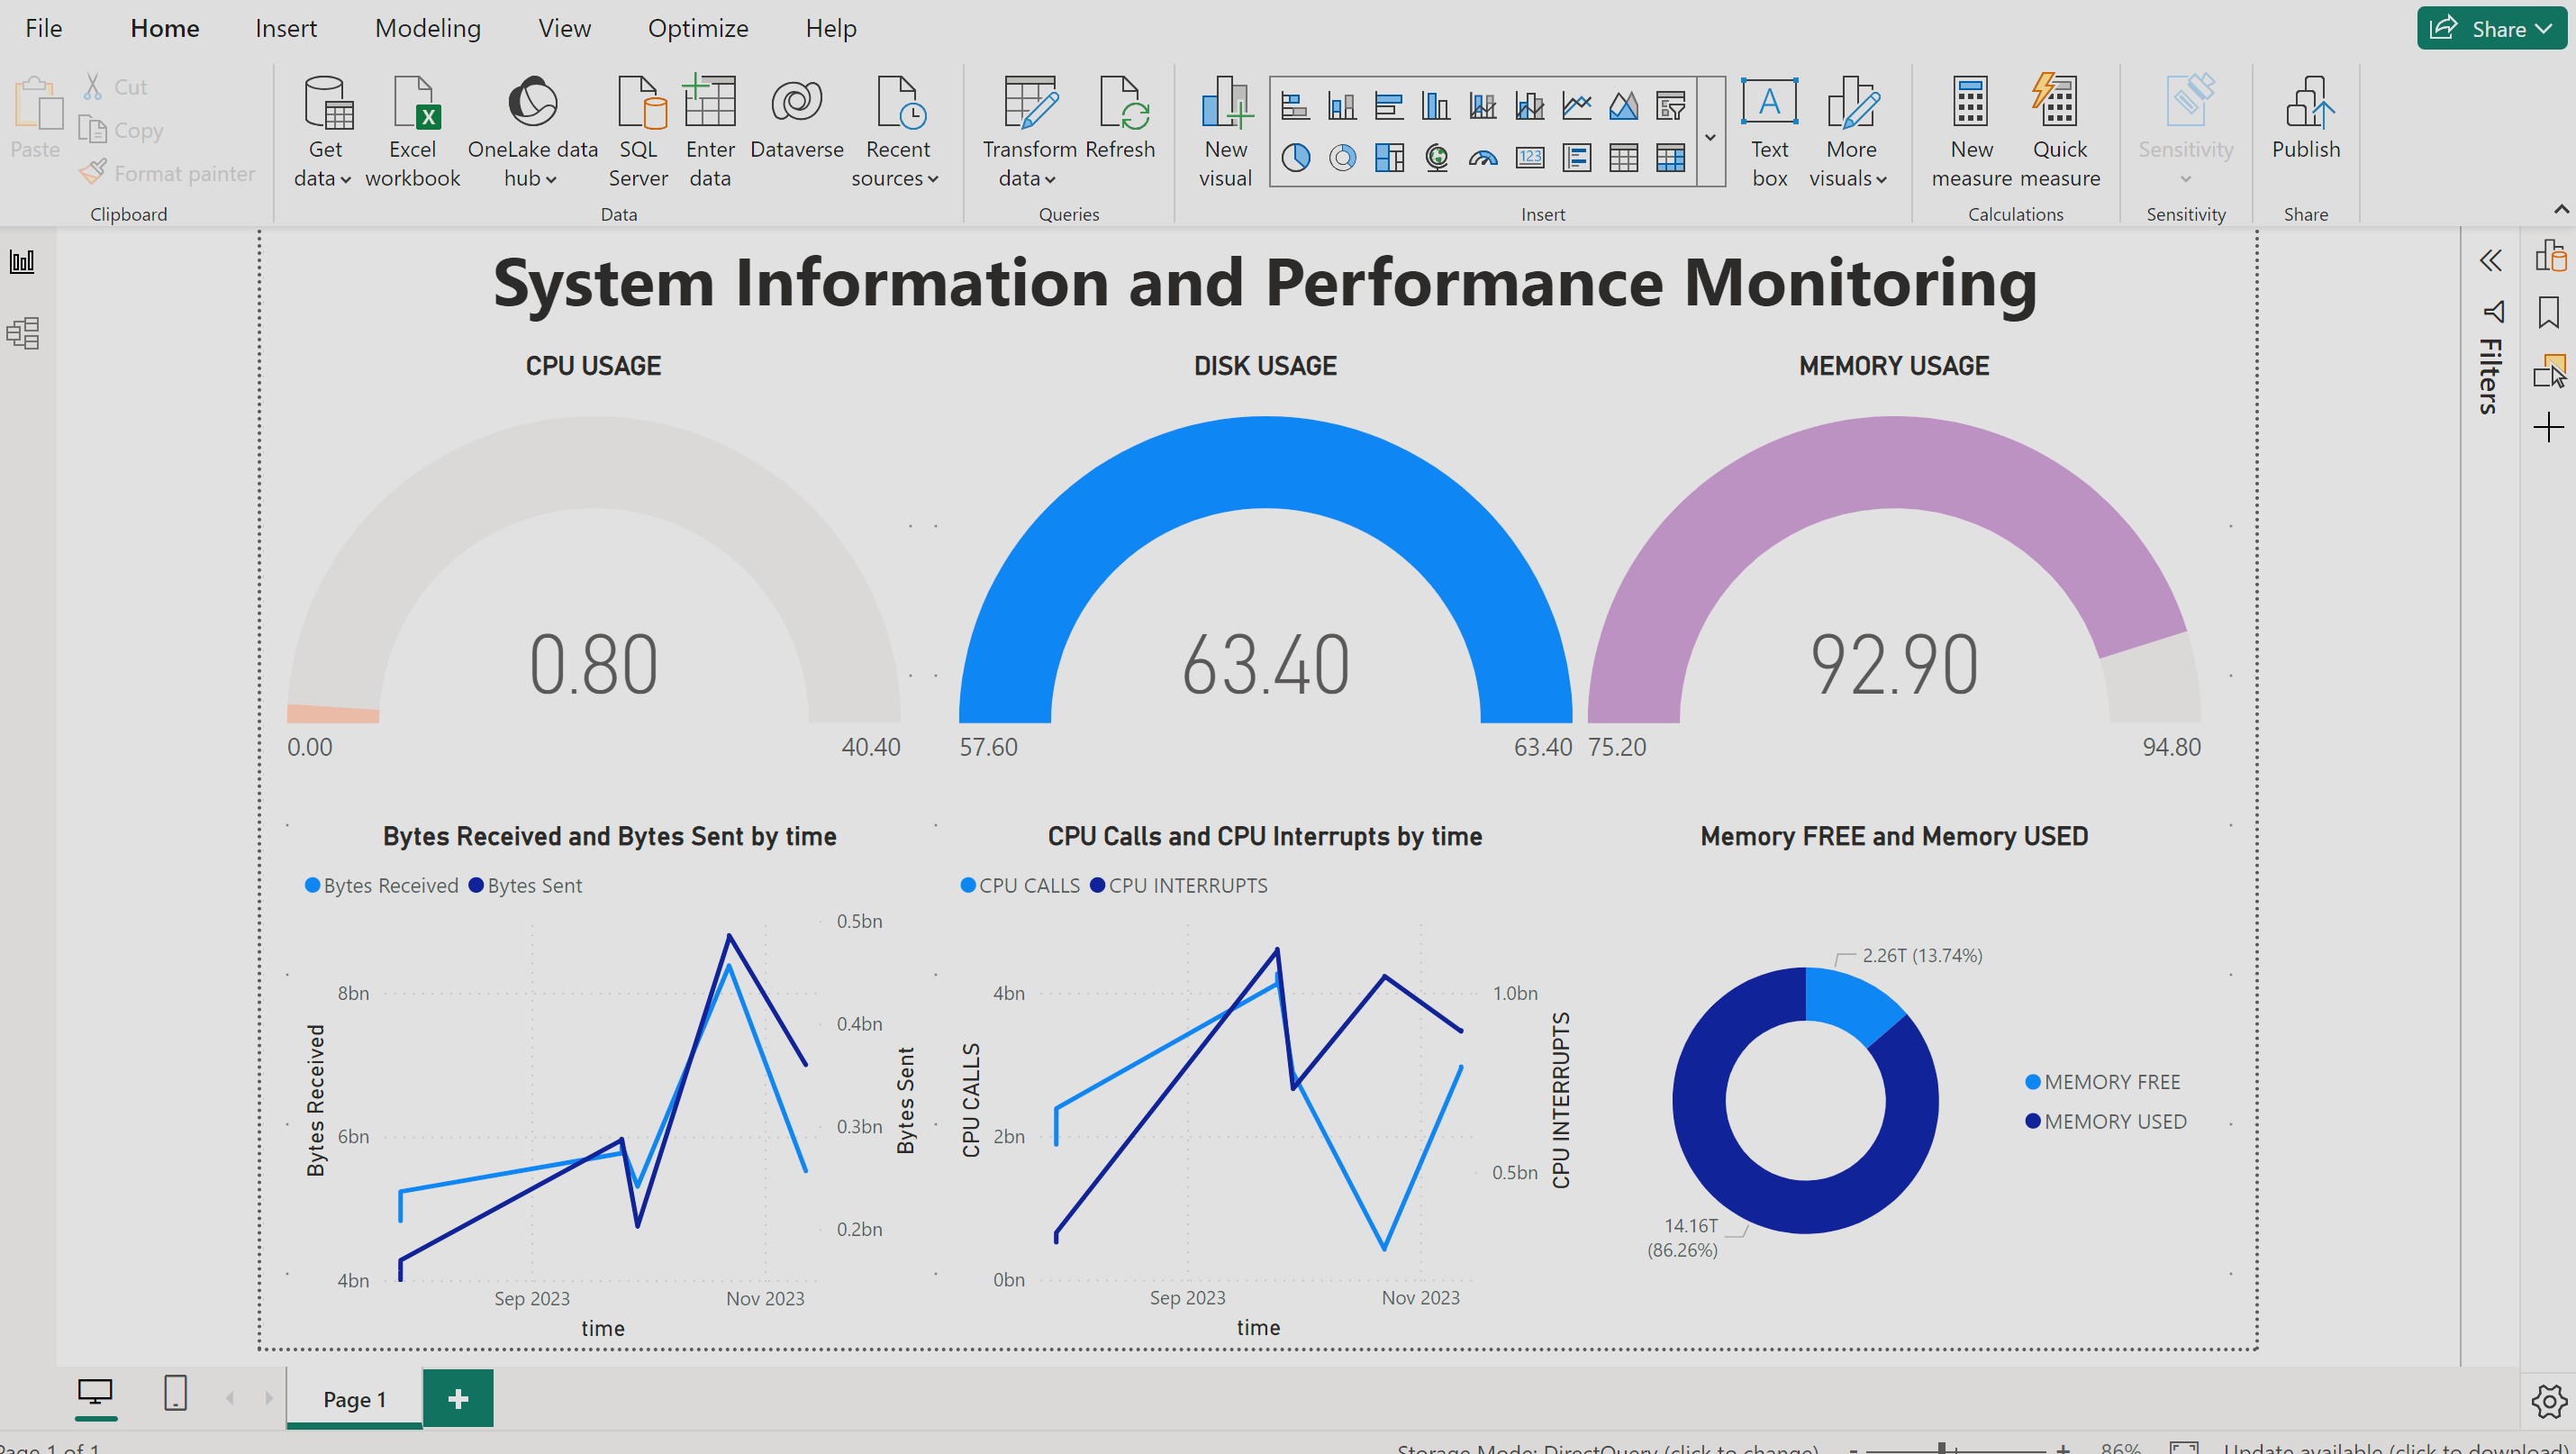 File Home Insert Modeling View Optimize Help Share
Paste Cut
Copy
Format painter
Clipboard
Get data
Excel workbook
OneLake data hub
SQL Server
Enter data
Dataverse
Recent sources
Data
Transform data
Refresh
Queries
New visual
123
A
Text box
More visuals
Insert
New measure
Quick measure
Calculations
Sensitivity
Sensitivity
Publish
Share
Filters
System Information and Performance Monitoring
CPU USAGE
0.80
0.00 40.40
DISK USAGE
63.40
57.60 63.40
MEMORY USAGE
92.90
75.20 94.80
Bytes Received and Bytes Sent by time
Bytes Received Bytes Sent
0.5bn
8bn
0.4bn
6bn
0.3bn
0.2bn
4bn
Bytes Received
Bytes Sent
Sep 2023 Nov 2023
time
CPU Calls and CPU Interrupts by time
CPU CALLS CPU INTERRUPTS
4bn 1.0bn
2bn
0.5bn
0bn
CPU CALLS
CPU INTERRUPTS
Sep 2023 Nov 2023
time
Memory FREE and Memory USED
2.26T (13.74%)
MEMORY FREE
MEMORY USED
14.16T
(86.26%)
Page 1
Page 1 of 1
Storage Mode: DirectQuery (click to change) - + 86% Update available (click to download)